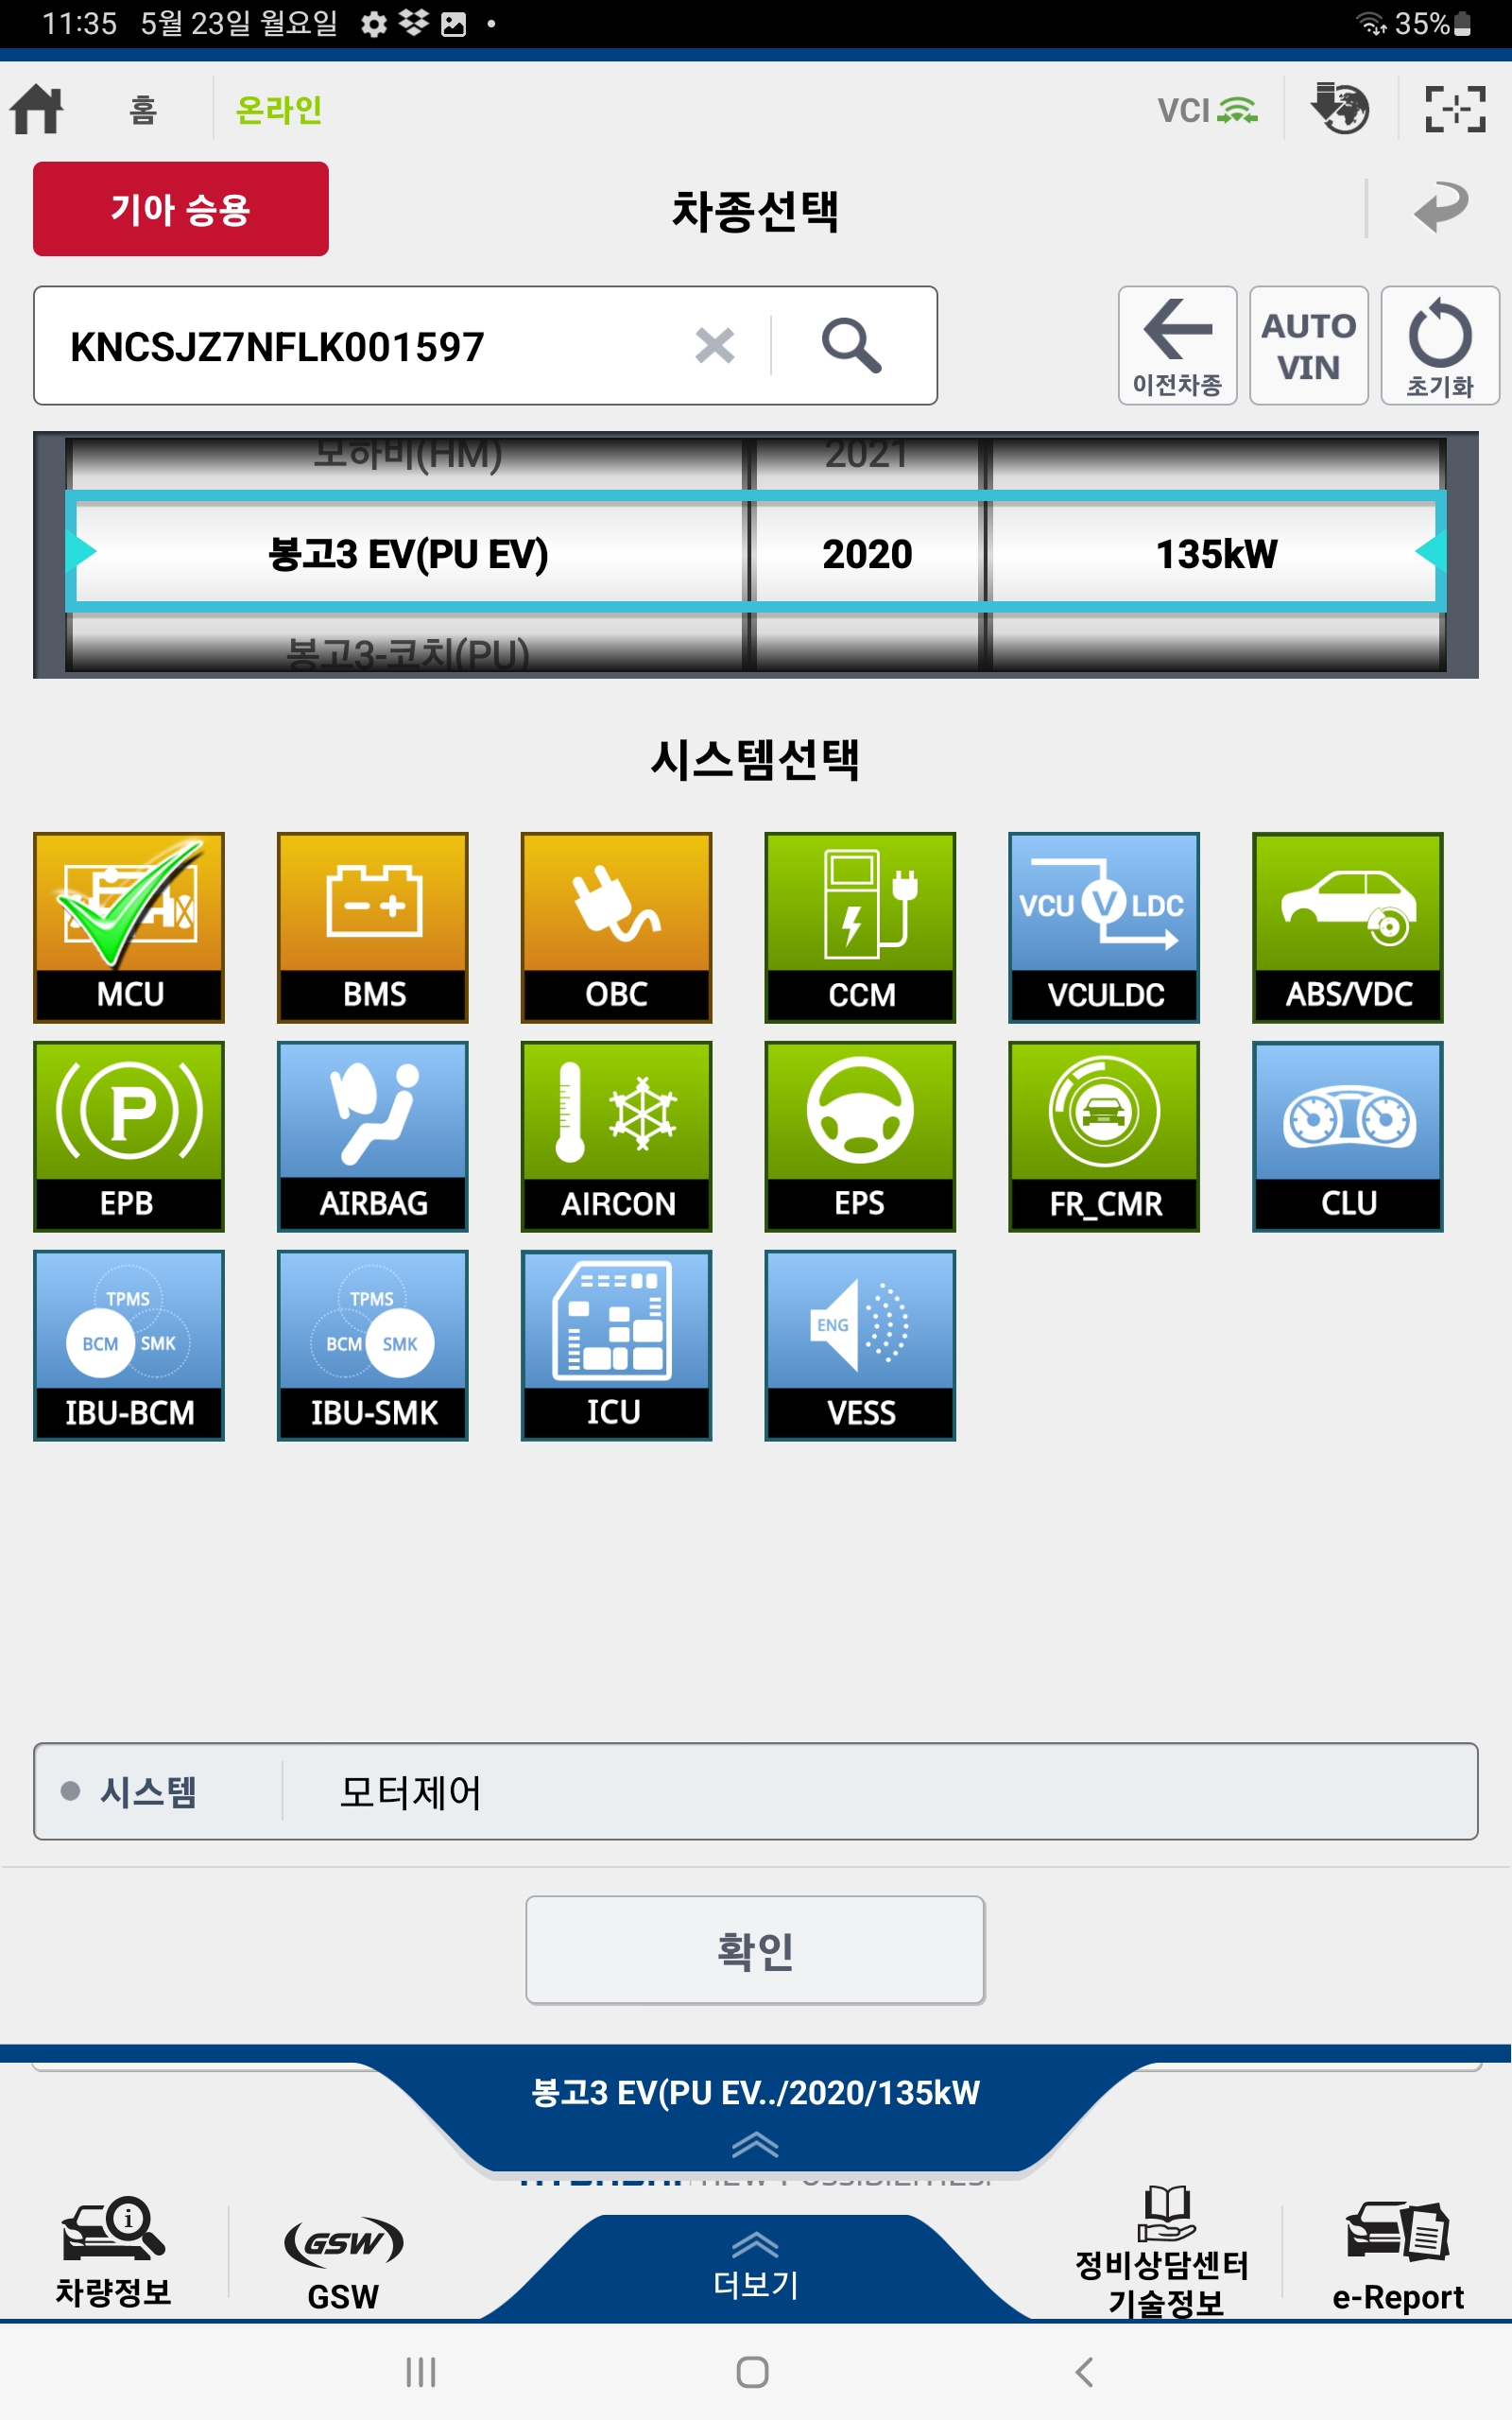 11:35 5월 23일 월요일 35%
홈 온라인 VCI
기아 승용 차종선택
KNCSJZ7NFLK001597
AUTO
VIN
이전차종 초기화
모하비(HM) 2021
봉고3 EV(PU EV) 2020 135kW
봉고3-코치(PU)
시스템선택
VCU V LDC
MCU BMS OBC CCM VCULDC ABS/VDC
P
EPB AIRBAG AIRCON EPS FR_CMR CLU
TPMS TPMS
BCM SMK BCM SMK ENG
IBU-BCM IBU-SMK ICU VESS
시스템 모터제어
확인
봉고3 EV(PU EV../2020/135kW
GSW
더보기
차량정보 GSW 정비상담센터
기술정보 e-Report